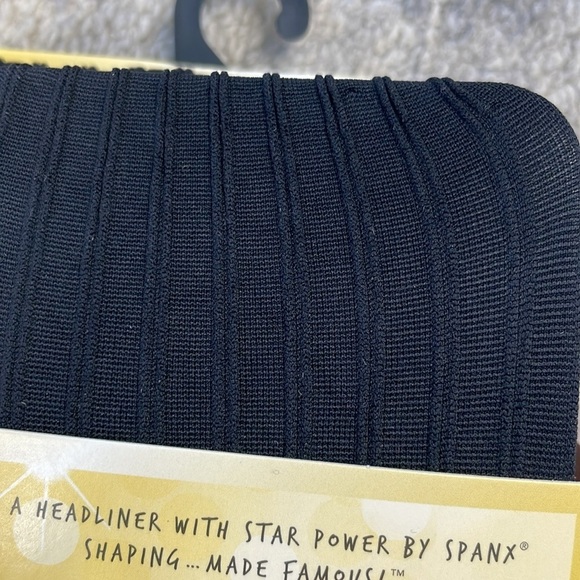 A HEADLINER WITH STAR POWER BY SPANX®
SHAPING... MADE FAMOUS!™